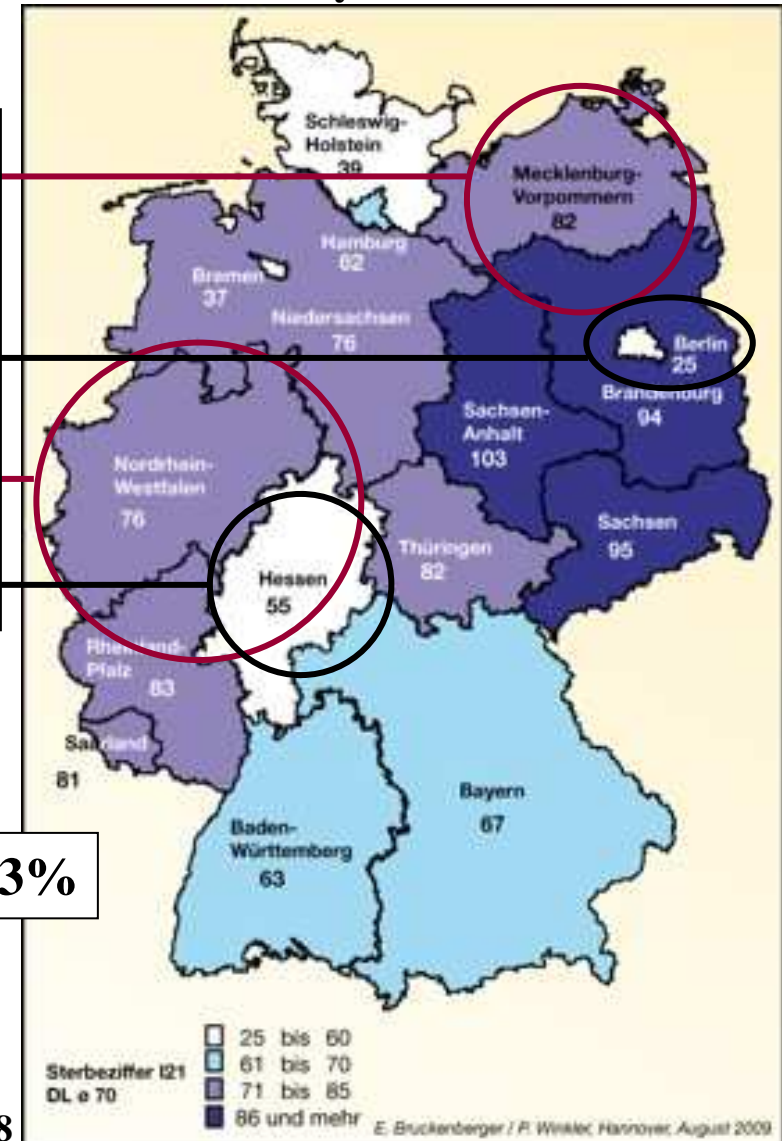 Schleswig-
Holstein
39
Mecklenburg-
Vorpommern
82
Hamburg
62
Bremen
37
Niedersachsen
76
Berlin
25
Brandenburg
94
Sachsen-
Anhalt
103
Nordrhein-
Westfalen
76
Sachsen
95
Thüringen
82
Hessen
55
Rheinland-
Pfalz
83
Saarland
81
Bayern
67
Baden-
Württemberg
63
3%
Sterbeziffer I21
DL ø 70
25 bis 60
61 bis 70
71 bis 85
86 und mehr
E. Bruckenberger / P. Winkler, Hannover, August 2009
8